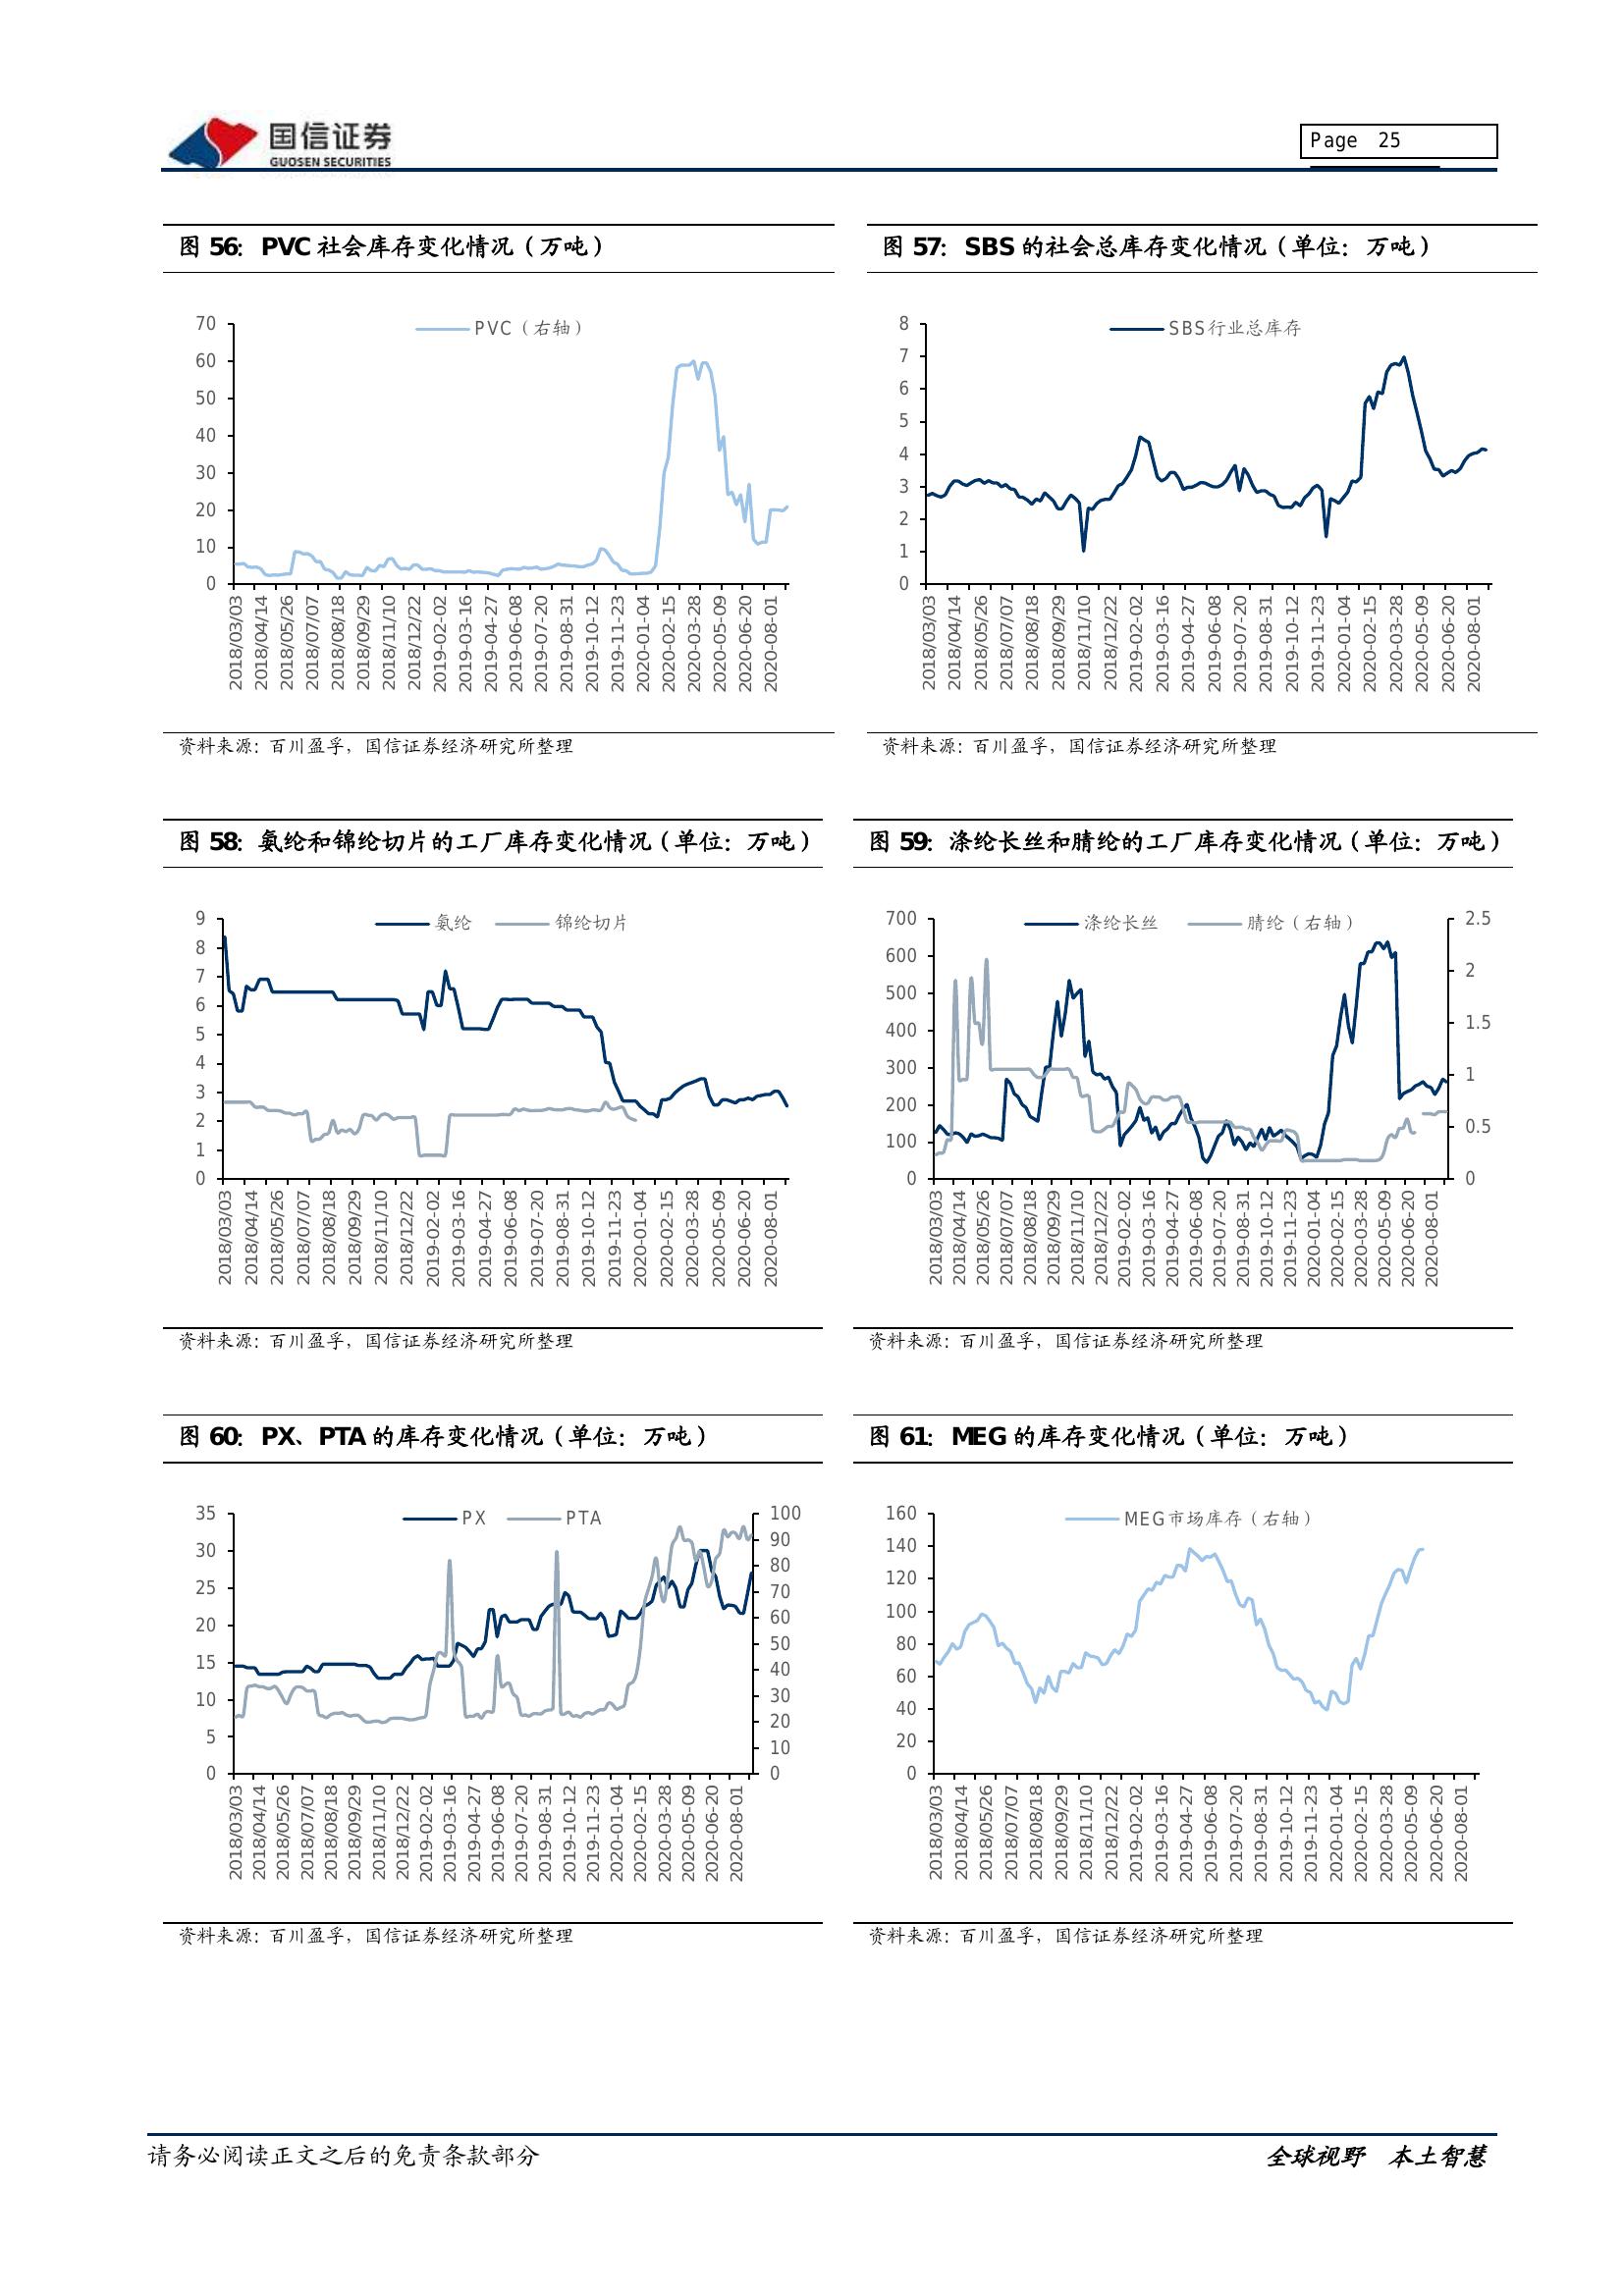 国信证券
GUOSEN SECURITIES
Page 25
图 56: PVC 社会库存变化情况（万吨）
PVC（右轴）
70
60
50
40
30
20
10
0
2018/03/03 2018/04/14 2018/05/26 2018/07/07 2018/08/18 2018/09/29 2018/11/10 2018/12/22 2019-02-02 2019-03-16 2019-04-27 2019-06-08 2019-07-20 2019-08-31 2019-10-12 2019-11-23 2020-01-04 2020-02-15 2020-03-28 2020-05-09 2020-06-20 2020-08-01
资料来源：百川盈孚，国信证券经济研究所整理
图 57: SBS 的社会总库存变化情况（单位：万吨）
SBS行业总库存
8
7
6
5
4
3
2
1
0
2018/03/03 2018/04/14 2018/05/26 2018/07/07 2018/08/18 2018/09/29 2018/11/10 2018/12/22 2019-02-02 2019-03-16 2019-04-27 2019-06-08 2019-07-20 2019-08-31 2019-10-12 2019-11-23 2020-01-04 2020-02-15 2020-03-28 2020-05-09 2020-06-20 2020-08-01
资料来源：百川盈孚，国信证券经济研究所整理
图 58: 氨纶和锦纶切片的工厂库存变化情况（单位：万吨）
氨纶 锦纶切片
9
8
7
6
5
4
3
2
1
0
2018/03/03 2018/04/14 2018/05/26 2018/07/07 2018/08/18 2018/09/29 2018/11/10 2018/12/22 2019-02-02 2019-03-16 2019-04-27 2019-06-08 2019-07-20 2019-08-31 2019-10-12 2019-11-23 2020-01-04 2020-02-15 2020-03-28 2020-05-09 2020-06-20 2020-08-01
资料来源：百川盈孚，国信证券经济研究所整理
图 59: 涤纶长丝和腈纶的工厂库存变化情况（单位：万吨）
涤纶长丝 腈纶（右轴）
700
600
500
400
300
200
100
0
2.5
2
1.5
1
0.5
0
2018/03/03 2018/04/14 2018/05/26 2018/07/07 2018/08/18 2018/09/29 2018/11/10 2018/12/22 2019-02-02 2019-03-16 2019-04-27 2019-06-08 2019-07-20 2019-08-31 2019-10-12 2019-11-23 2020-01-04 2020-02-15 2020-03-28 2020-05-09 2020-06-20 2020-08-01
资料来源：百川盈孚，国信证券经济研究所整理
图 60: PX、PTA 的库存变化情况（单位：万吨）
PX PTA
35
30
25
20
15
10
5
0
100
90
80
70
60
50
40
30
20
10
0
2018/03/03 2018/04/14 2018/05/26 2018/07/07 2018/08/18 2018/09/29 2018/11/10 2018/12/22 2019-02-02 2019-03-16 2019-04-27 2019-06-08 2019-07-20 2019-08-31 2019-10-12 2019-11-23 2020-01-04 2020-02-15 2020-03-28 2020-05-09 2020-06-20 2020-08-01
资料来源：百川盈孚，国信证券经济研究所整理
图 61: MEG 的库存变化情况（单位：万吨）
MEG市场库存（右轴）
160
140
120
100
80
60
40
20
0
2018/03/03 2018/04/14 2018/05/26 2018/07/07 2018/08/18 2018/09/29 2018/11/10 2018/12/22 2019-02-02 2019-03-16 2019-04-27 2019-06-08 2019-07-20 2019-08-31 2019-10-12 2019-11-23 2020-01-04 2020-02-15 2020-03-28 2020-05-09 2020-06-20 2020-08-01
资料来源：百川盈孚，国信证券经济研究所整理
请务必阅读正文之后的免责条款部分
全球视野 本土智慧